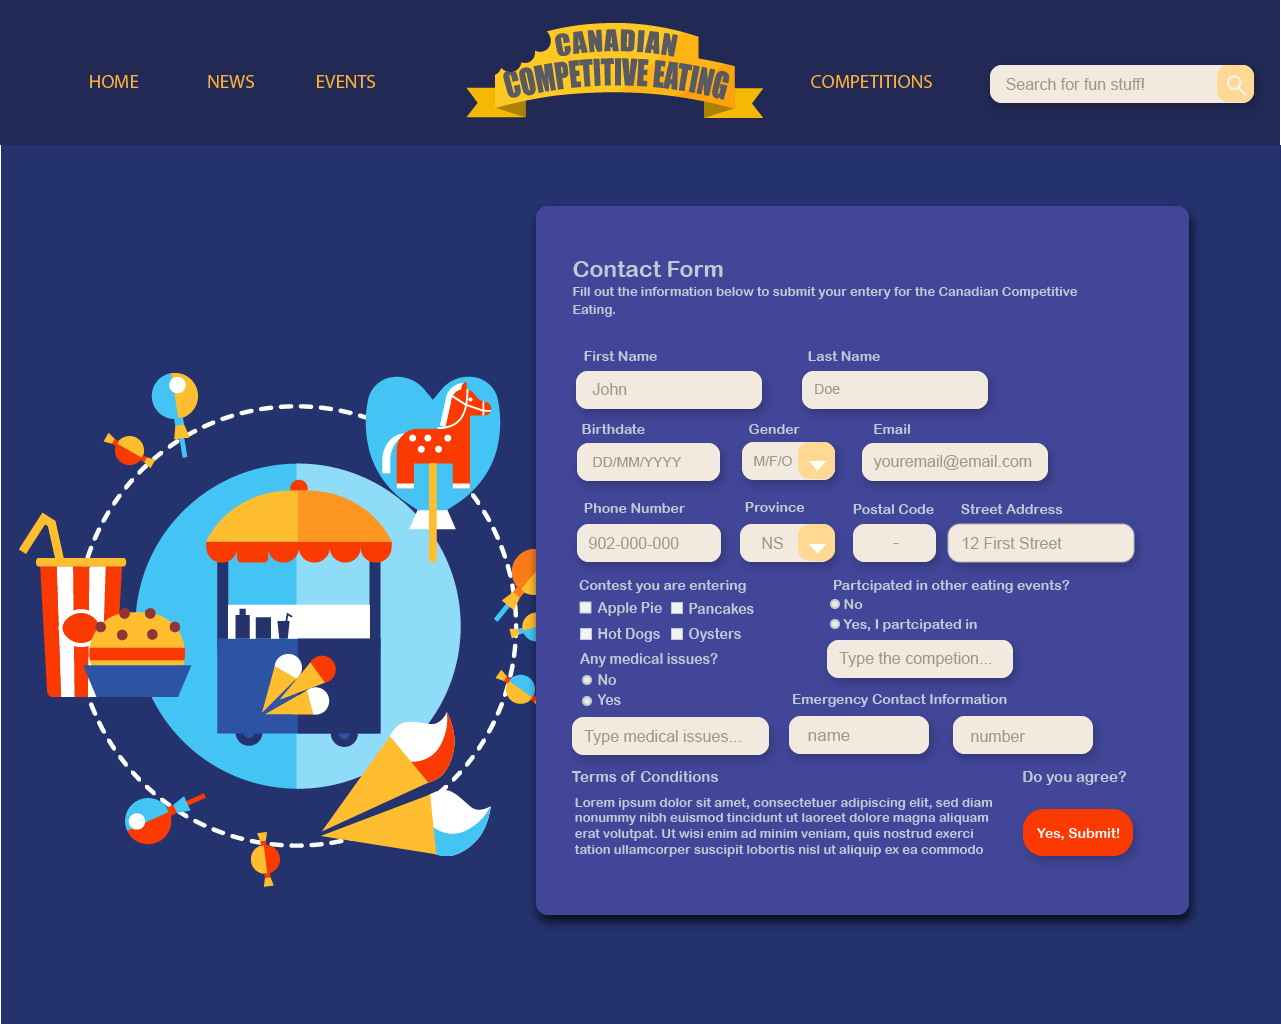 HOME
NEWS
EVENTS
CANADIAN
COMPETITIVE EATING
COMPETITIONS
Search for fun stuff!
Contact Form
Fill out the information below to submit your entery for the Canadian Competitive
Eating.
First Name
Last Name
John
Doe
Birthdate
Gender
Email
DD/MM/YYYY
M/F/O
youremail@email.com
Phone Number
Province
Postal Code
Street Address
902-000-000
NS
-
12 First Street
Contest you are entering
Apple Pie
Pancakes
Hot Dogs
Oysters
Partcipated in other eating events?
No
Yes, I partcipated in
Type the competion...
Any medical issues?
No
Yes
Type medical issues...
Emergency Contact Information
name
number
Terms of Conditions
Lorem ipsum dolor sit amet, consectetuer adipiscing elit, sed diam
nonummy nibh euismod tincidunt ut laoreet dolore magna aliquam
erat volutpat. Ut wisi enim ad minim veniam, quis nostrud exerci
tation ullamcorper suscipit lobortis nisl ut aliquip ex ea commodo
Do you agree?
Yes, Submit!